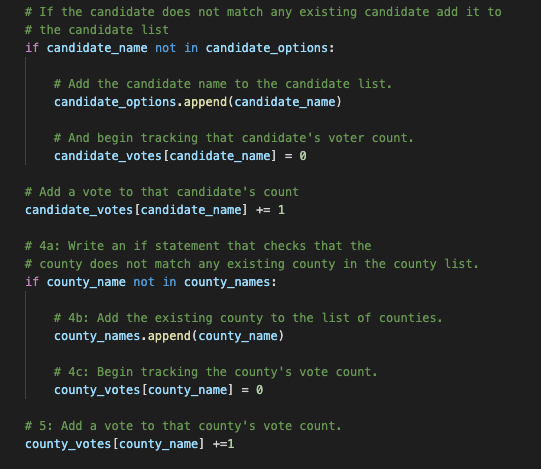 # If the candidate does not match any existing candidate add it to
# the candidate list
if candidate_name not in candidate_options:
# Add the candidate name to the candidate list.
candidate_options.append(candidate_name)
# And begin tracking that candidate's voter count.
candidate_votes[candidate_name] = 0
# Add a vote to that candidate's count
candidate_votes[candidate_name] += 1
# 4a: Write an if statement that checks that the
# county does not match any existing county in the county list.
if county_name not in county_names:
# 4b: Add the existing county to the list of counties.
county_names.append(county_name)
# 4c: Begin tracking the county's vote count.
county_votes[county_name] = 0
# 5: Add a vote to that county's vote count.
county_votes[county_name] +=1